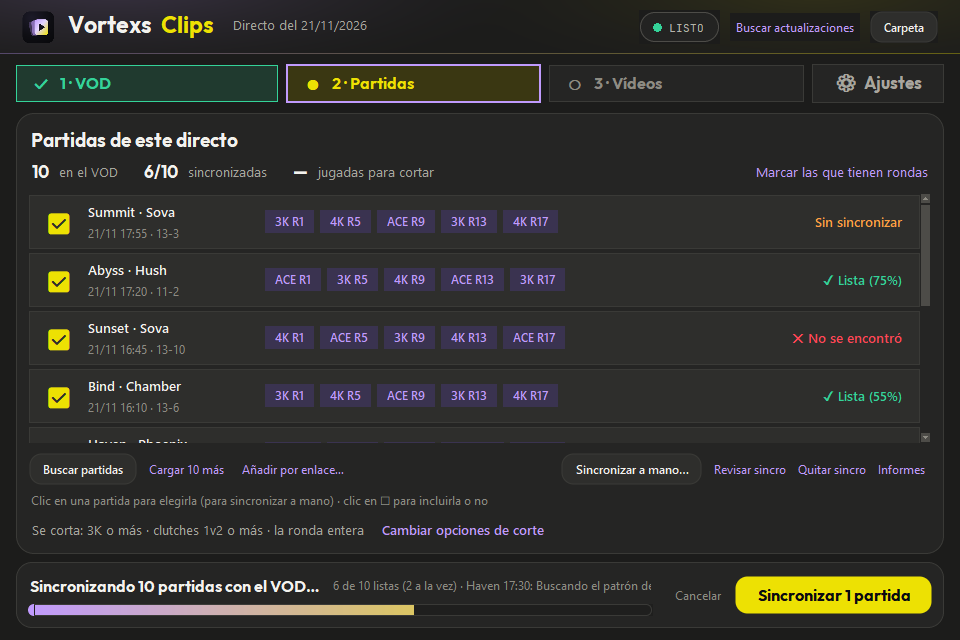 Vortexs Clips Directo del 21/11/2026 LISTO Buscar actualizaciones Carpeta
1·VOD 2·Partidas 3·Vídeos Ajustes
Partidas de este directo
10 en el VOD 6/10 sincronizadas — jugadas para cortar Marcar las que tienen rondas
Summit · Sova
21/11 17:55 · 13-3
3K R1 4K R5 ACE R9 3K R13 4K R17
Sin sincronizar
Abyss · Hush
21/11 17:20 · 11-2
ACE R1 3K R5 4K R9 ACE R13 3K R17
✓ Lista (75%)
Sunset · Sova
21/11 16:45 · 13-10
4K R1 ACE R5 3K R9 4K R13 ACE R17
✕ No se encontró
Bind · Chamber
21/11 16:10 · 13-6
3K R1 4K R5 ACE R9 3K R13 4K R17
✓ Lista (55%)
Buscar partidas Cargar 10 más Añadir por enlace... Sincronizar a mano... Revisar sincro Quitar sincro Informes
Clic en una partida para elegirla (para sincronizar a mano) · clic en ☐ para incluirla o no
Se corta: 3K o más · clutches 1v2 o más · la ronda entera Cambiar opciones de corte
Sincronizando 10 partidas con el VOD... 6 de 10 listas (2 a la vez) · Haven 17:30: Buscando el patrón de
Cancelar Sincronizar 1 partida